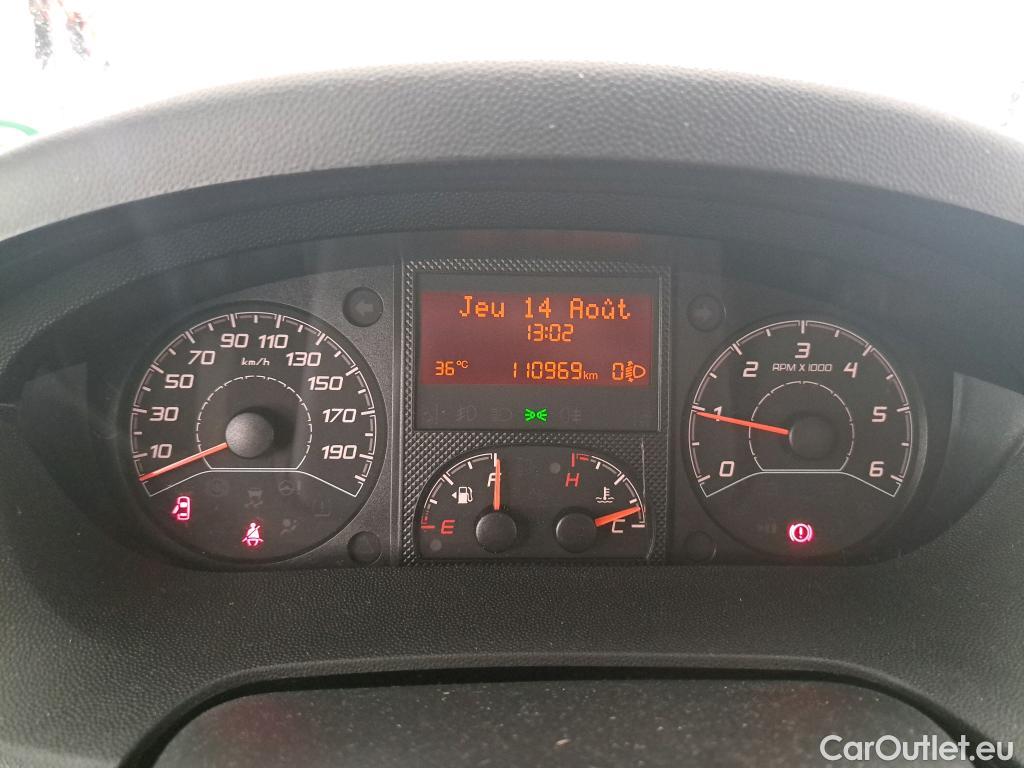 Jeu 14 Août
13:02
36°C 110969km 0
10 30 50 70 90 110 130 150 170 190
km/h
0 1 2 3 4 5 6
RPM X 1000
E F
H C
CarOutlet.eu